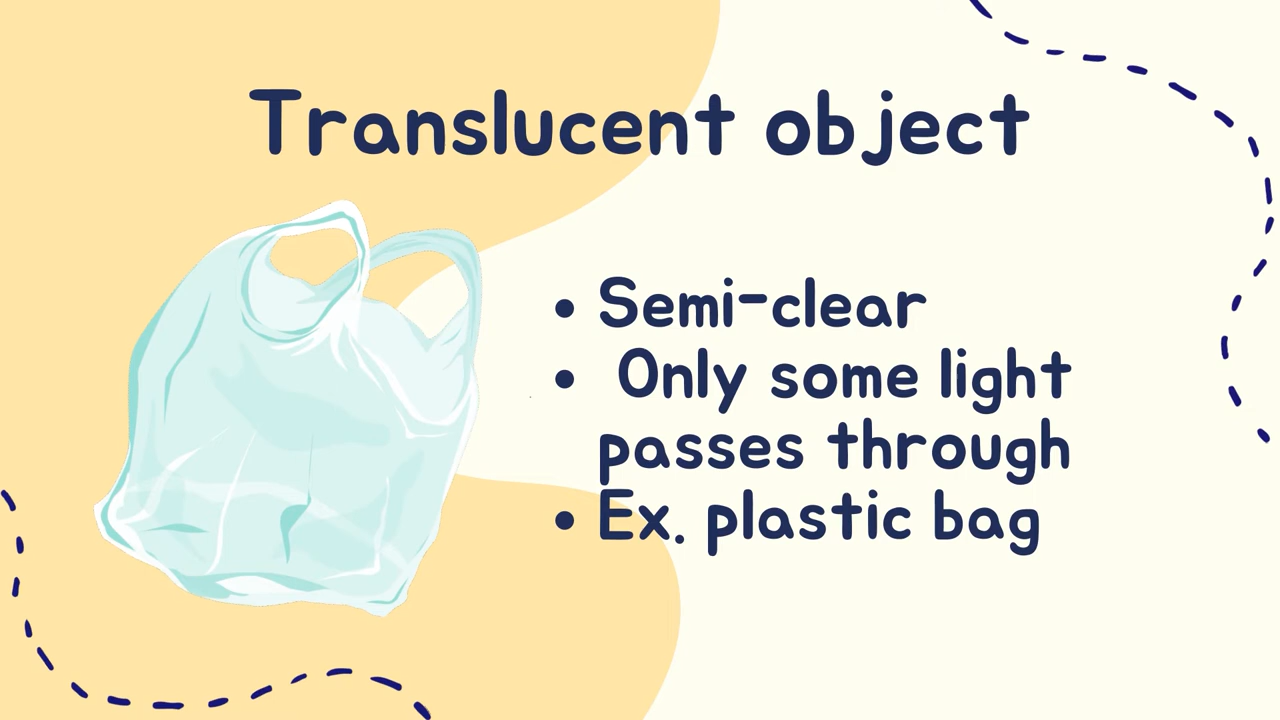 Translucent object
• Semi-clear
• Only some light
passes through
• Ex. plastic bag